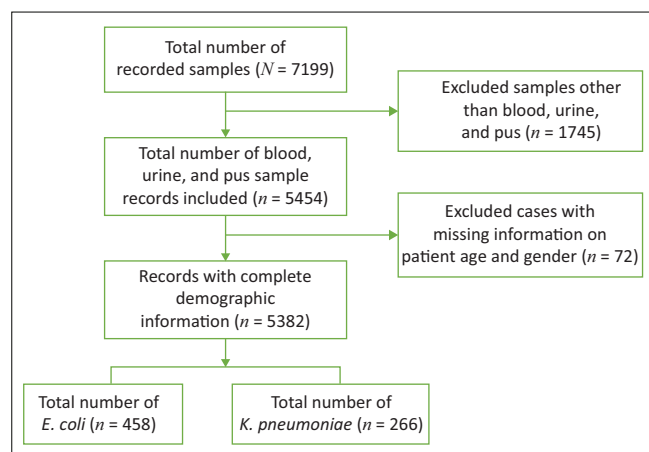 Total number of
recorded samples (N = 7199)
Excluded samples other
than blood, urine,
and pus (n = 1745)
Total number of blood,
urine, and pus sample
records included (n = 5454)
Excluded cases with
missing information on
patient age and gender (n = 72)
Records with complete
demographic
information (n = 5382)
Total number of
E. coli (n = 458)
Total number of
K. pneumoniae (n = 266)